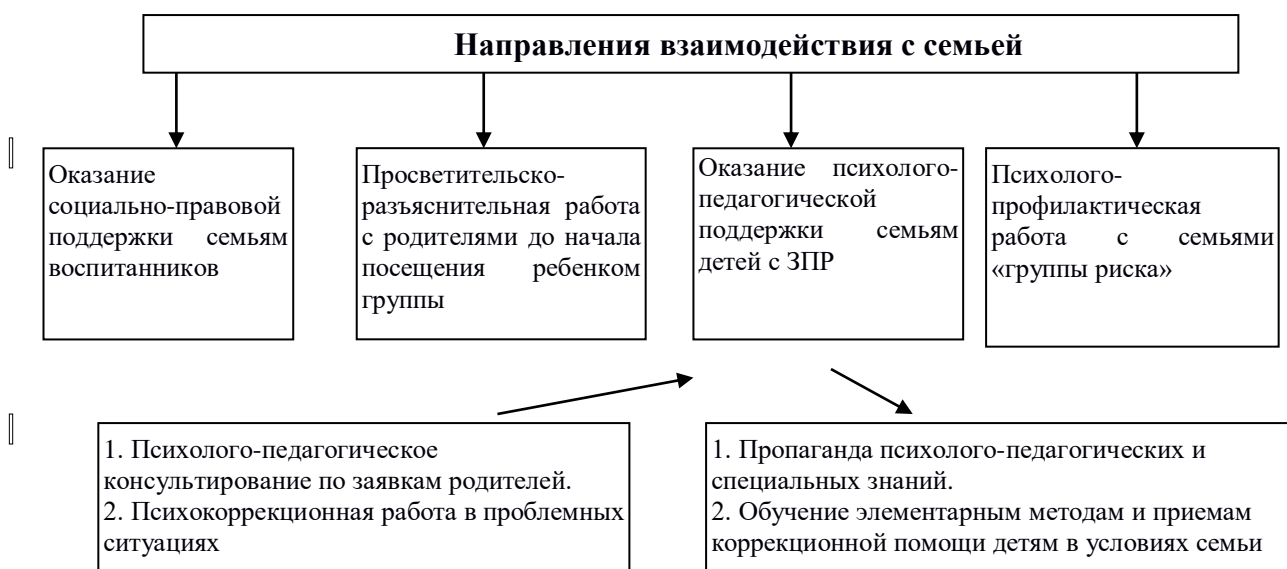 Направления взаимодействия с семьей
Оказание
социально-правовой
поддержки семьям
воспитанников
Просветительско-
разъяснительная работа
с родителями до начала
посещения ребенком
группы
Оказание психолого-
педагогической
поддержки семьям
детей с ЗПР
Психолого-
профилактическая
работа с семьями
«группы риска»
1. Психолого-педагогическое
консультирование по заявкам родителей.
2. Психокоррекционная работа в проблемных
ситуациях
1. Пропаганда психолого-педагогических и
специальных знаний.
2. Обучение элементарным методам и приемам
коррекционной помощи детям в условиях семьи